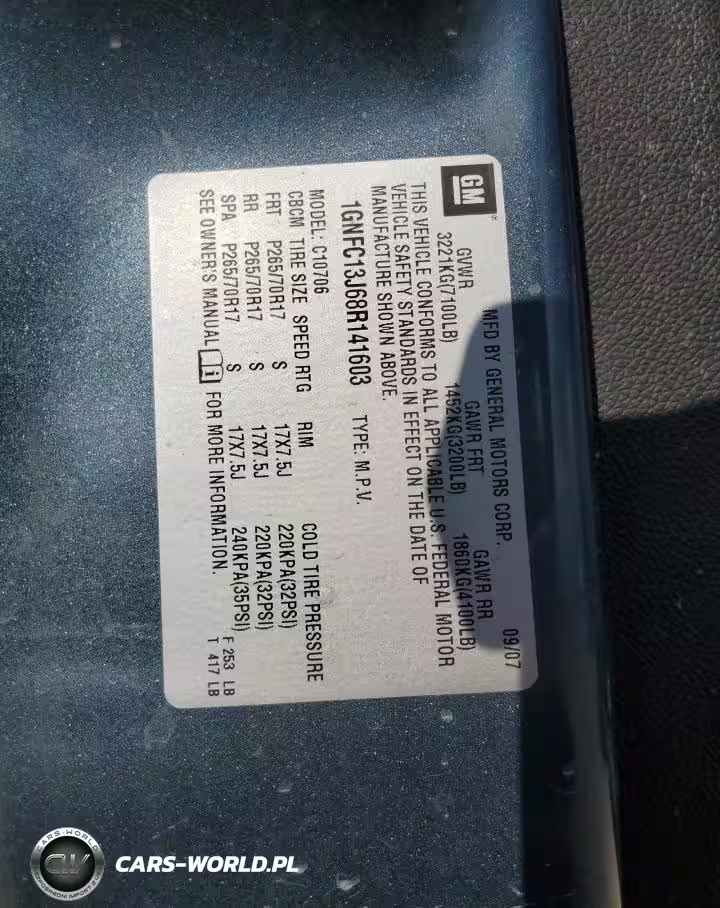 GM
MFD BY GENERAL MOTORS CORP. 09/07
GVWR GAWR FRT GAWR RR
3221KG(7100LB) 1452KG(3200LB) 1860KG(4100LB)
THIS VEHICLE CONFORMS TO ALL APPLICABLE U.S. FEDERAL MOTOR
VEHICLE SAFETY STANDARDS IN EFFECT ON THE DATE OF
MANUFACTURE SHOWN ABOVE.
1GNFC13J68R141603 TYPE: M.P.V.
MODEL: C10706
CBCM TIRE SIZE SPEED RTG RIM COLD TIRE PRESSURE
FRT P265/70R17 S 17X7.5J 220KPA(32PSI)
RR P265/70R17 S 17X7.5J 220KPA(32PSI)
SPA P265/70R17 S 17X7.5J 240KPA(35PSI) F 253 LB
SEE OWNER'S MANUAL i FOR MORE INFORMATION. T 417 LB
CARS-WORLD
CW
CARS-WORLD.PL